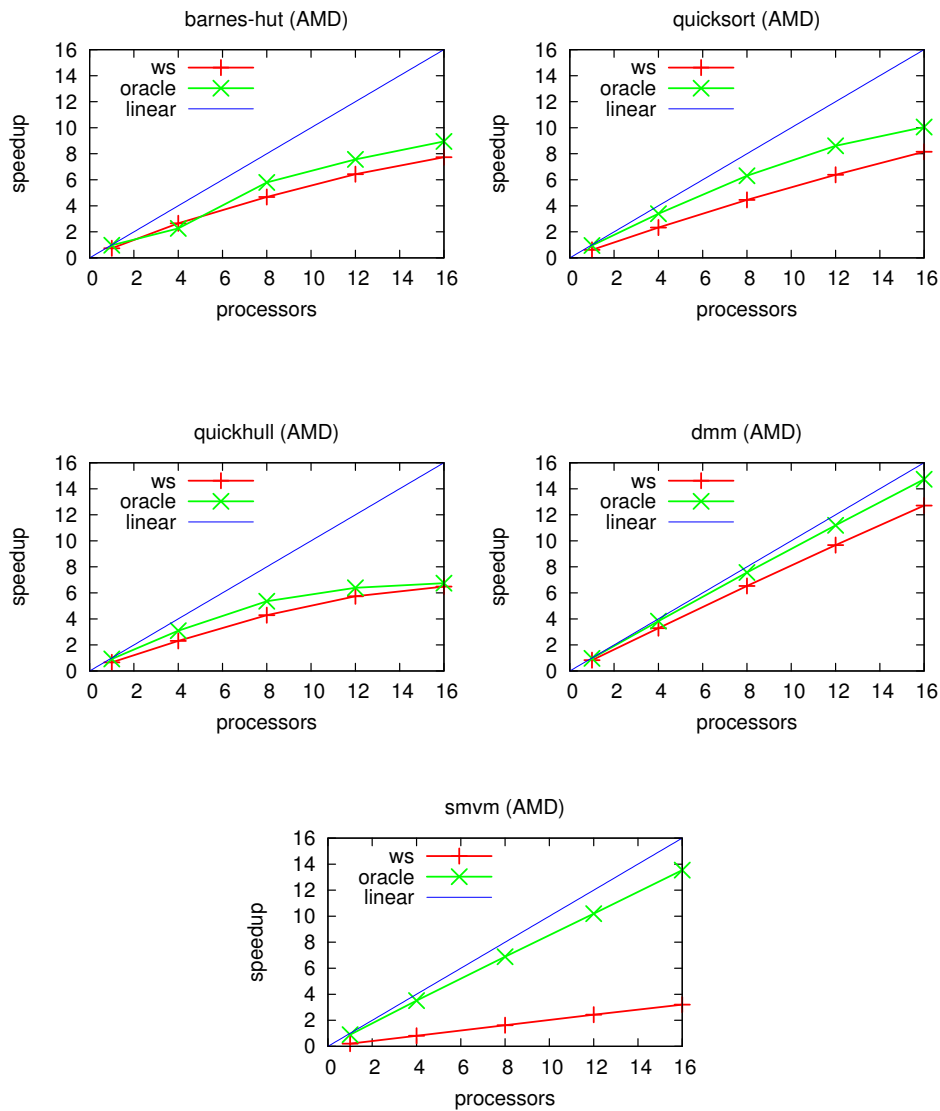 barnes-hut (AMD)
16
14
12
10
8
6
4
2
0
speedup
ws
oracle
linear
0 2 4 6 8 10 12 14 16
processors
quicksort (AMD)
16
14
12
10
8
6
4
2
0
speedup
ws
oracle
linear
0 2 4 6 8 10 12 14 16
processors
quickhull (AMD)
16
14
12
10
8
6
4
2
0
speedup
ws
oracle
linear
0 2 4 6 8 10 12 14 16
processors
dmm (AMD)
16
14
12
10
8
6
4
2
0
speedup
ws
oracle
linear
0 2 4 6 8 10 12 14 16
processors
smvm (AMD)
16
14
12
10
8
6
4
2
0
speedup
ws
oracle
linear
0 2 4 6 8 10 12 14 16
processors